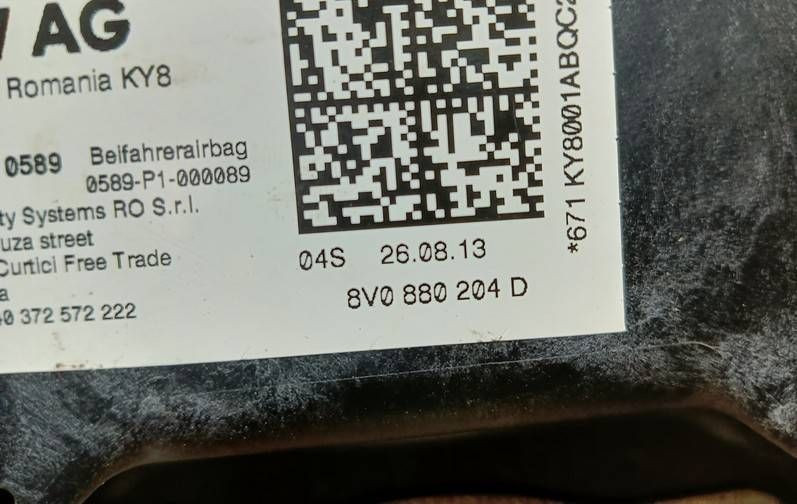 AG
Romania KY8
0589 Beifahrerairbag
0589-P1-000089
ty Systems RO S.r.l.
uza street
Curtici Free Trade
a
0 372 572 222
04S 26.08.13
8V0 880 204 D
*671 KY8001ABQC2